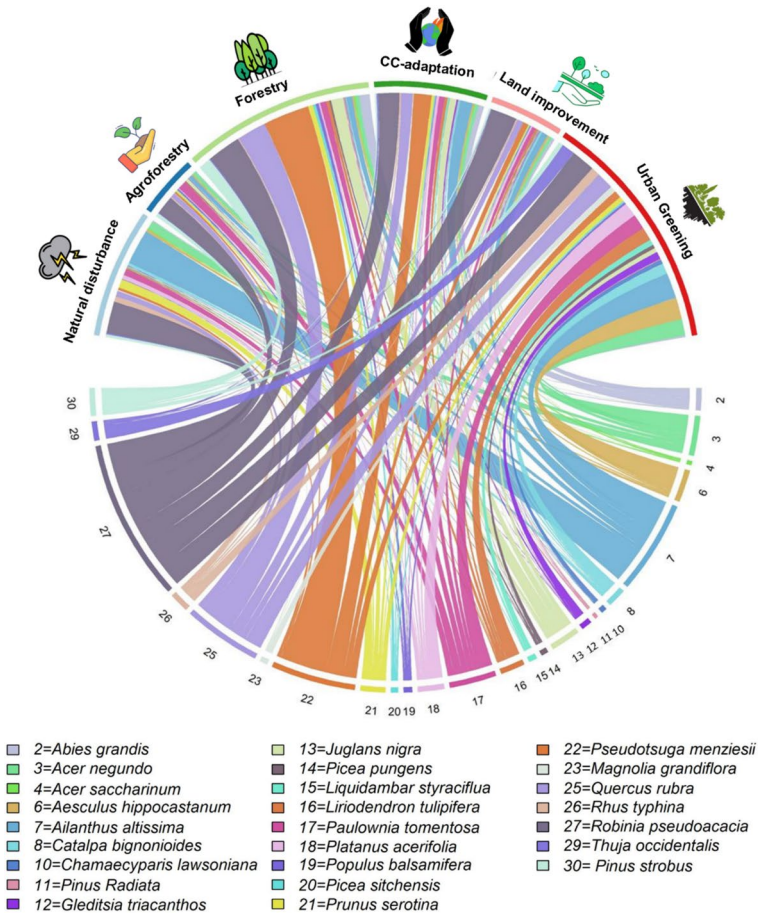 CC-adaptation
Forestry
Land improvement
Agroforestry
Urban Greening
Natural disturbance
30
29
27
26
25
23
22
21
20
19
18
17
16
15
14
13
12
11
10
8
7
6
4
3
2
2=Abies grandis
3=Acer negundo
4=Acer saccharinum
6=Aesculus hippocastanum
7=Ailanthus altissima
8=Catalpa bignonioides
10=Chamaecyparis lawsoniana
11=Pinus Radiata
12=Gleditsia triacanthos
13=Juglans nigra
14=Picea pungens
15=Liquidambar styraciflua
16=Liriodendron tulipifera
17=Paulownia tomentosa
18=Platanus acerifolia
19=Populus balsamifera
20=Picea sitchensis
21=Prunus serotina
22=Pseudotsuga menziesii
23=Magnolia grandiflora
25=Quercus rubra
26=Rhus typhina
27=Robinia pseudoacacia
29=Thuja occidentalis
30= Pinus strobus